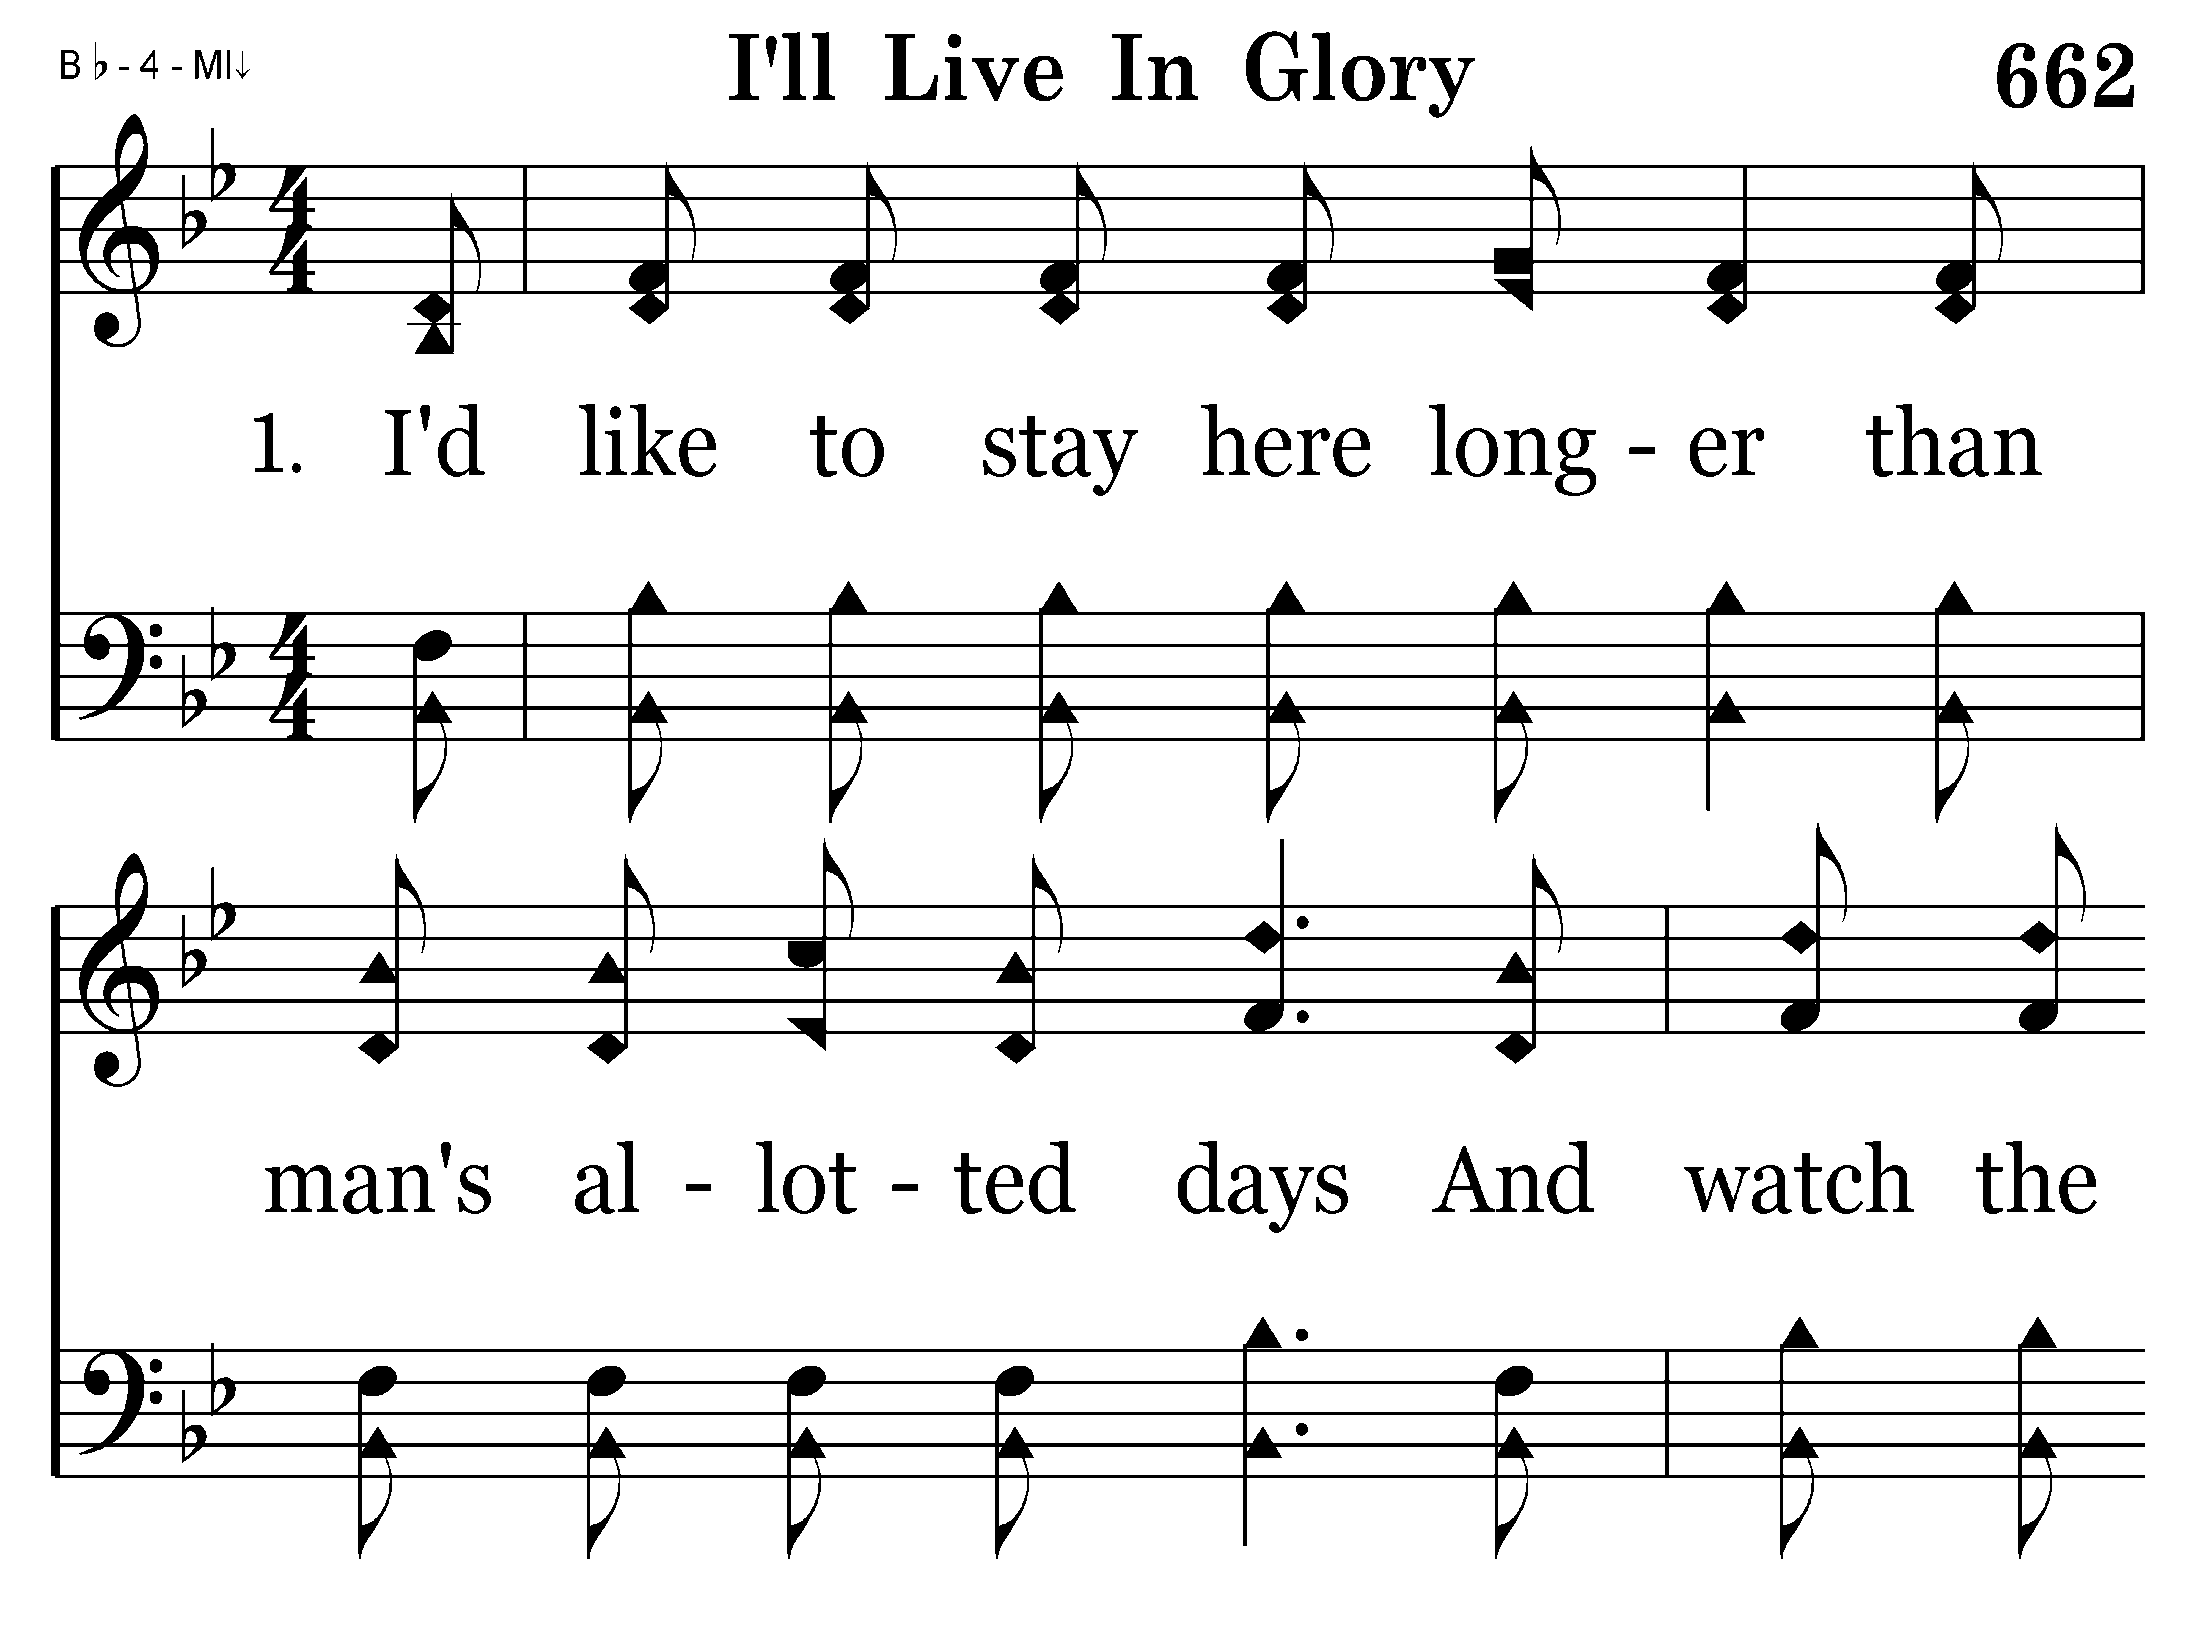 B♭ - 4 - MI↓
I'll Live In Glory
662
1. I'd like to stay here long - er than
man's al - lot - ted days And watch the